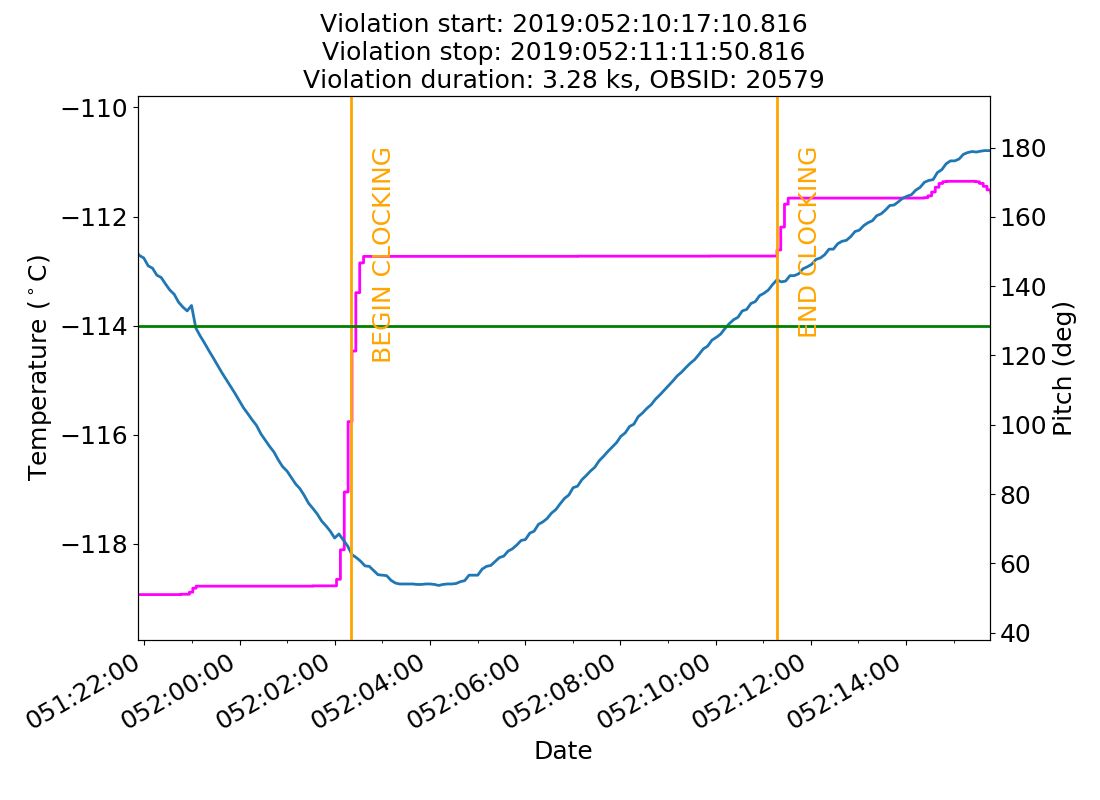 Violation start: 2019:052:10:17:10.816
Violation stop: 2019:052:11:11:50.816
Violation duration: 3.28 ks, OBSID: 20579
−110
−112
−114
−116
−118
Temperature (°C)
BEGIN CLOCKING
END CLOCKING
180
160
140
120
100
80
60
40
Pitch (deg)
051:22:00
052:00:00
052:02:00
052:04:00
052:06:00
052:08:00
052:10:00
052:12:00
052:14:00
Date